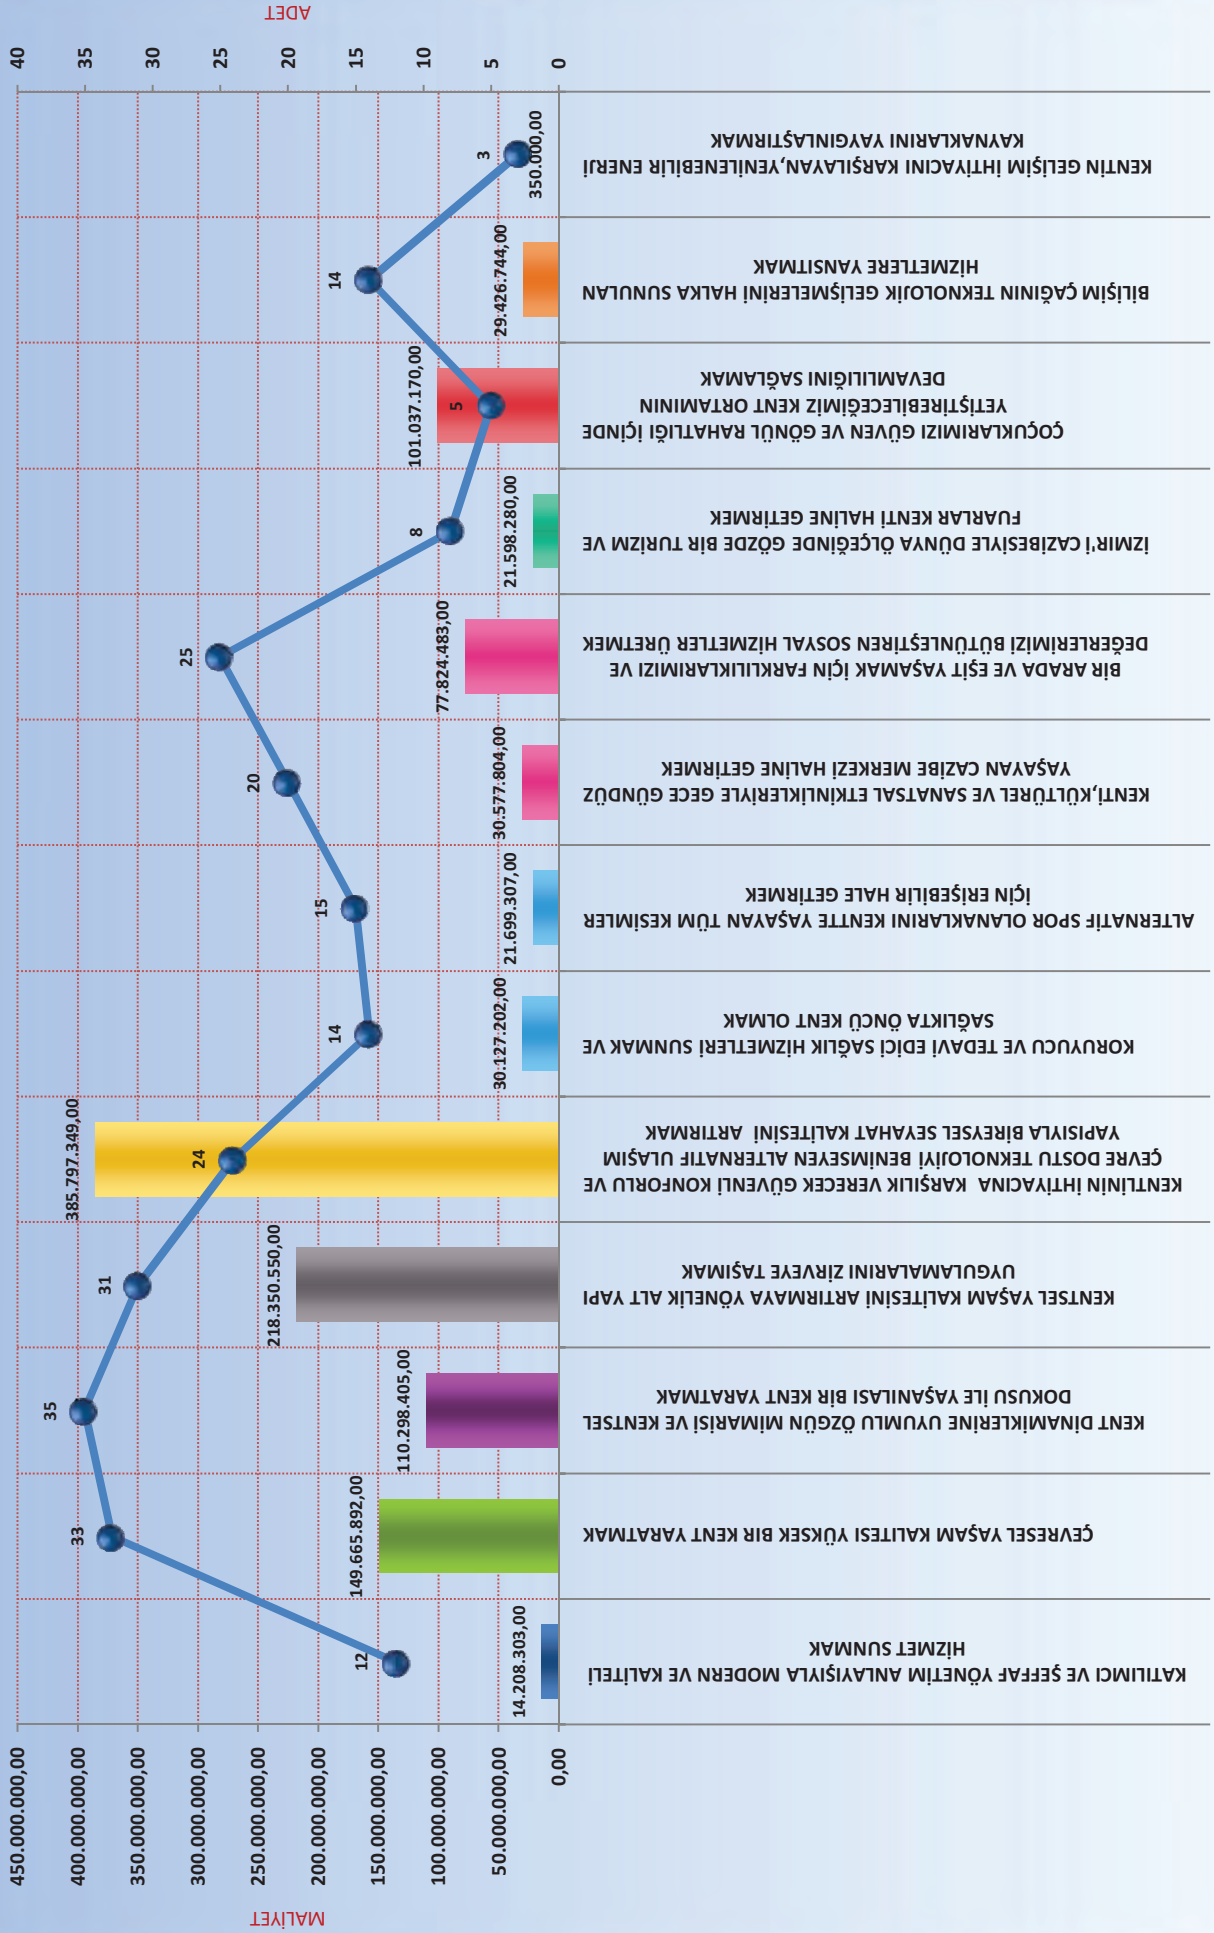 MALİYET
450.000.000,00
400.000.000,00
350.000.000,00
300.000.000,00
250.000.000,00
200.000.000,00
150.000.000,00
100.000.000,00
50.000.000,00
0,00
ADET
40
35
30
25
20
15
10
5
0
12
33
35
31
24
14
15
20
25
8
5
14
3
14.208.303,00
149.665.892,00
110.298.405,00
218.350.550,00
385.797.349,00
30.127.202,00
21.699.307,00
30.577.804,00
77.824.483,00
21.598.280,00
101.037.170,00
29.426.744,00
350.000,00
KATILIMCI VE ŞEFFAF YÖNETİM ANLAYIŞIYLA MODERN VE KALİTELİ
HİZMET SUNMAK
ÇEVRESEL YAŞAM KALITESI YÜKSEK BIR KENT YARATMAK
KENT DİNAMİKLERİNE UYUMLU ÖZGÜN MİMARİSİ VE KENTSEL
DOKUSU İLE YAŞANILASI BİR KENT YARATMAK
KENTSEL YAŞAM KALİTESİNİ ARTIRMAYA YÖNELİK ALT YAPI
UYGULAMALARINI ZİRVEYE TAŞIMAK
KENTLİNİN İHTİYACINA KARŞILIK VERECEK GÜVENLİ KONFORLU VE
ÇEVRE DOSTU TEKNOLOJİYİ BENİMSEYEN ALTERNATIF ULAŞIM
YAPISIYLA BİREYSEL SEYAHAT KALİTESİNİ ARTIRMAK
KORUYUCU VE TEDAVİ EDİCİ SAĞLIK HİZMETLERİ SUNMAK VE
SAĞLIKTA ÖNCÜ KENT OLMAK
ALTERNATİF SPOR OLANAKLARINI KENTTE YAŞAYAN TÜM KESİMLER
İÇİN ERİŞEBİLİR HALE GETİRMEK
KENTİ,KÜLTÜREL VE SANATSAL ETKİNLİKLERİYLE GECE GÜNDÜZ
YAŞAYAN CAZİBE MERKEZİ HALİNE GETİRMEK
BİR ARADA VE EŞİT YAŞAMAK İÇİN FARKLILIKLARIMIZI VE
DEĞERLERİMİZİ BÜTÜNLEŞTİREN SOSYAL HİZMETLER ÜRETMEK
İZMIR'İ CAZİBESİYLE DÜNYA ÖLÇEĞİNDE GÖZDE BIR TURİZM VE
FUARLAR KENTİ HALİNE GETİRMEK
ÇOÇUKLARIMIZI GÜVEN VE GÖNÜL RAHATLIĞI İÇİNDE
YETİŞTİREBİLECEĞİMİZ KENT ORTAMININ
DEVAMLILIĞINI SAĞLAMAK
BİLİŞİM ÇAĞININ TEKNOLOJİK GELİŞMELERİNİ HALKA SUNULAN
HİZMETLERE YANSITMAK
KENTİN GELIŞİM İHTİYACINI KARŞILAYAN,YENİLENEBİLİR ENERJİ
KAYNAKLARINI YAYGINLAŞTIRMAK